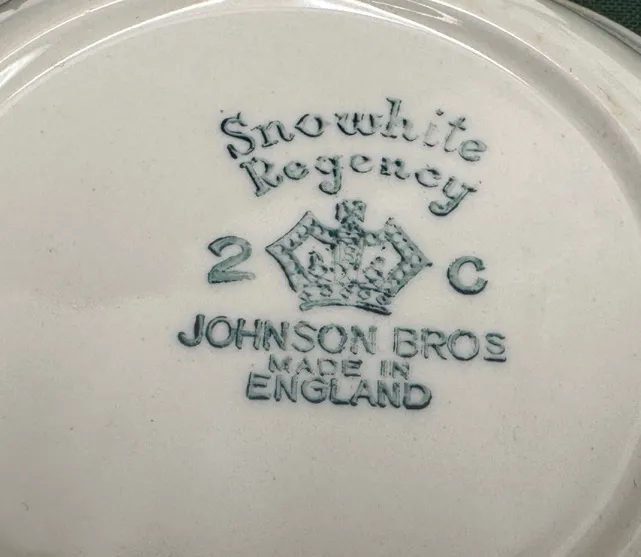 Snowhite
Regency
2 C
JOHNSON BROS
MADE IN
ENGLAND